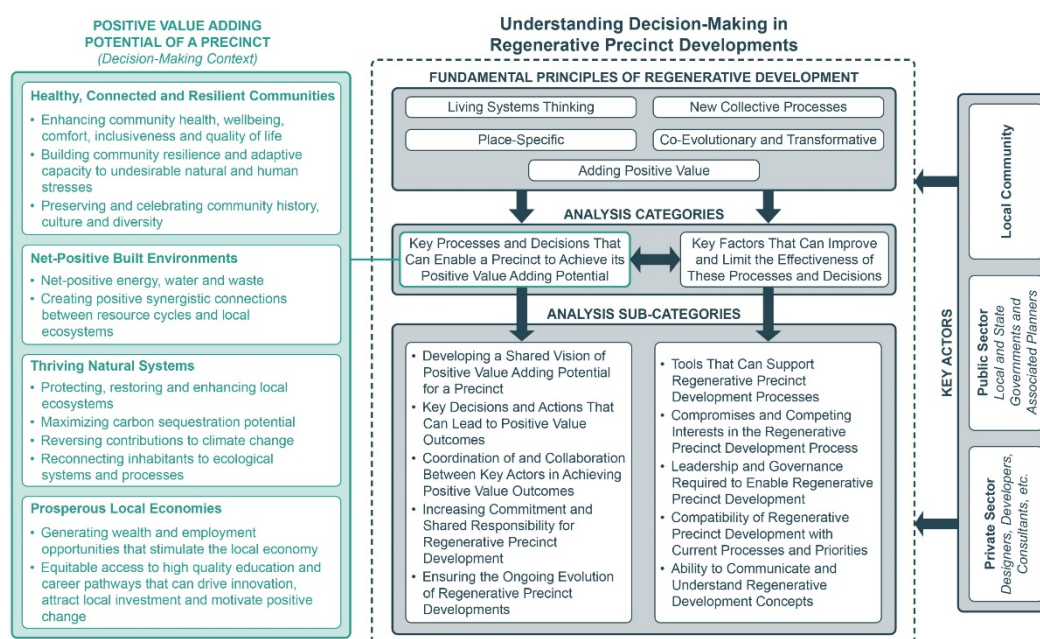 POSITIVE VALUE ADDING
POTENTIAL OF A PRECINCT
(Decision-Making Context)
Healthy, Connected and Resilient Communities
• Enhancing community health, wellbeing,
comfort, inclusiveness and quality of life
• Building community resilience and adaptive
capacity to undesirable natural and human
stresses
• Preserving and celebrating community history,
culture and diversity
Net-Positive Built Environments
• Net-positive energy, water and waste
• Creating positive synergistic connections
between resource cycles and local
ecosystems
Thriving Natural Systems
• Protecting, restoring and enhancing local
ecosystems
• Maximizing carbon sequestration potential
• Reversing contributions to climate change
• Reconnecting inhabitants to ecological
systems and processes
Prosperous Local Economies
• Generating wealth and employment
opportunities that stimulate the local economy
• Equitable access to high quality education and
career pathways that can drive innovation,
attract local investment and motivate positive
change
Understanding Decision-Making in
Regenerative Precinct Developments
FUNDAMENTAL PRINCIPLES OF REGENERATIVE DEVELOPMENT
Living Systems Thinking
New Collective Processes
Place-Specific
Co-Evolutionary and Transformative
Adding Positive Value
ANALYSIS CATEGORIES
Key Processes and Decisions That
Can Enable a Precinct to Achieve its
Positive Value Adding Potential
Key Factors That Can Improve
and Limit the Effectiveness of
These Processes and Decisions
ANALYSIS SUB-CATEGORIES
• Developing a Shared Vision of
Positive Value Adding Potential
for a Precinct
• Key Decisions and Actions That
Can Lead to Positive Value
Outcomes
• Coordination of and Collaboration
Between Key Actors in Achieving
Positive Value Outcomes
• Increasing Commitment and
Shared Responsibility for
Regenerative Precinct
Development
• Ensuring the Ongoing Evolution
of Regenerative Precinct
Developments
• Tools That Can Support
Regenerative Precinct
Development Processes
• Compromises and Competing
Interests in the Regenerative
Precinct Development Process
• Leadership and Governance
Required to Enable Regenerative
Precinct Development
• Compatibility of Regenerative
Precinct Development with
Current Processes and Priorities
• Ability to Communicate and
Understand Regenerative
Development Concepts
KEY ACTORS
Local Community
Public Sector
Local and State
Governments and
Associated Planners
Private Sector
Designers, Developers,
Consultants, etc.